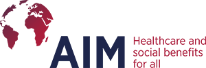 AIM
Healthcare and
social benefits
for all